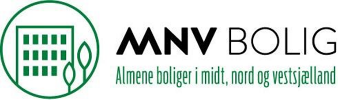 MNV BOLIG
Almene boliger i midt, nord og vestsjælland